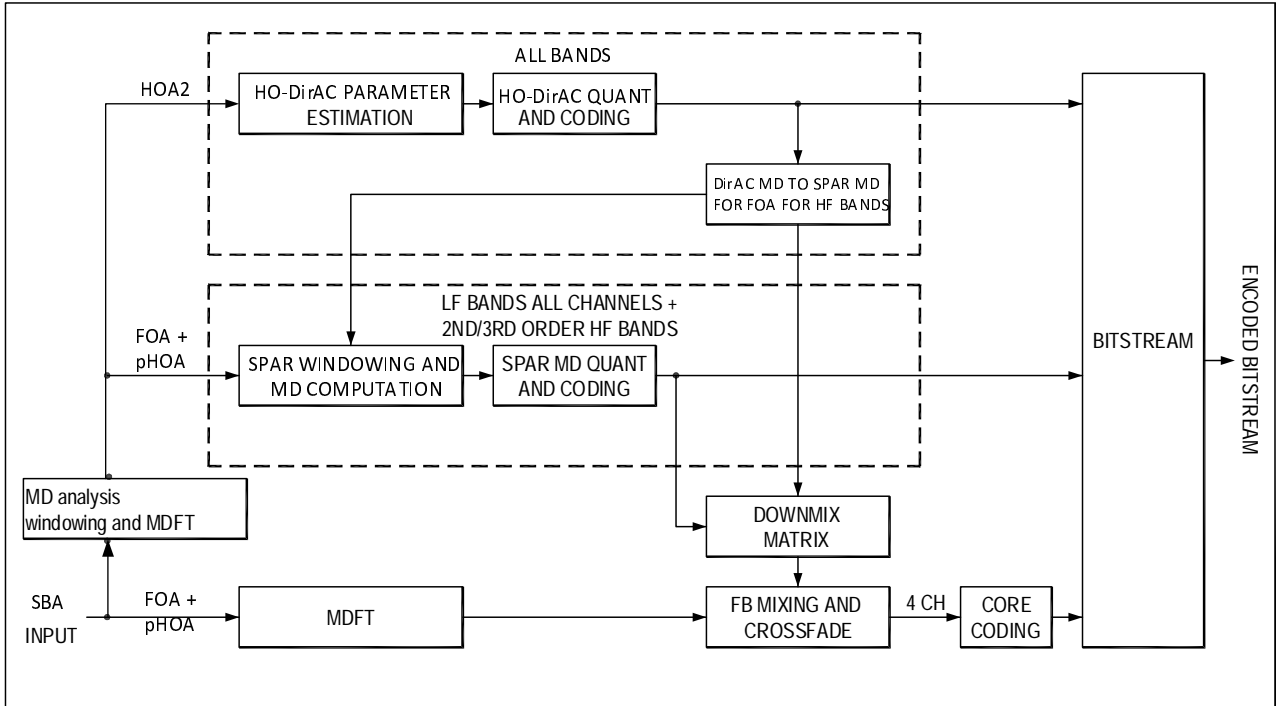 ALL BANDS
HOA2
HO-DirAC PARAMETER
ESTIMATION
HO-DirAC QUANT
AND CODING
DirAC MD TO SPAR MD
FOR FOA FOR HF BANDS
LF BANDS ALL CHANNELS +
2ND/3RD ORDER HF BANDS
FOA +
pHOA
SPAR WINDOWING AND
MD COMPUTATION
SPAR MD QUANT
AND CODING
BITSTREAM
ENCODED BITSTREAM
MD analysis
windowing and MDFT
DOWNMIX
MATRIX
SBA
INPUT
FOA +
pHOA
MDFT
FB MIXING AND
CROSSFADE
4 CH
CORE
CODING